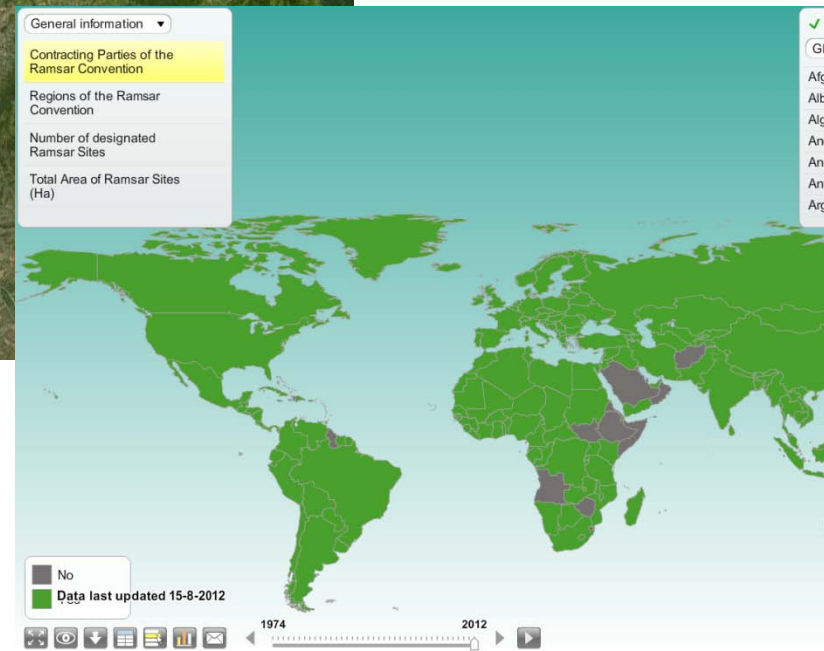 General information
Contracting Parties of the
Ramsar Convention
Regions of the Ramsar
Convention
Number of designated
Ramsar Sites
Total Area of Ramsar Sites
(Ha)
Gl
Afg
Alb
Alg
An
An
An
Arg
No
Data last updated 15-8-2012
1974
2012